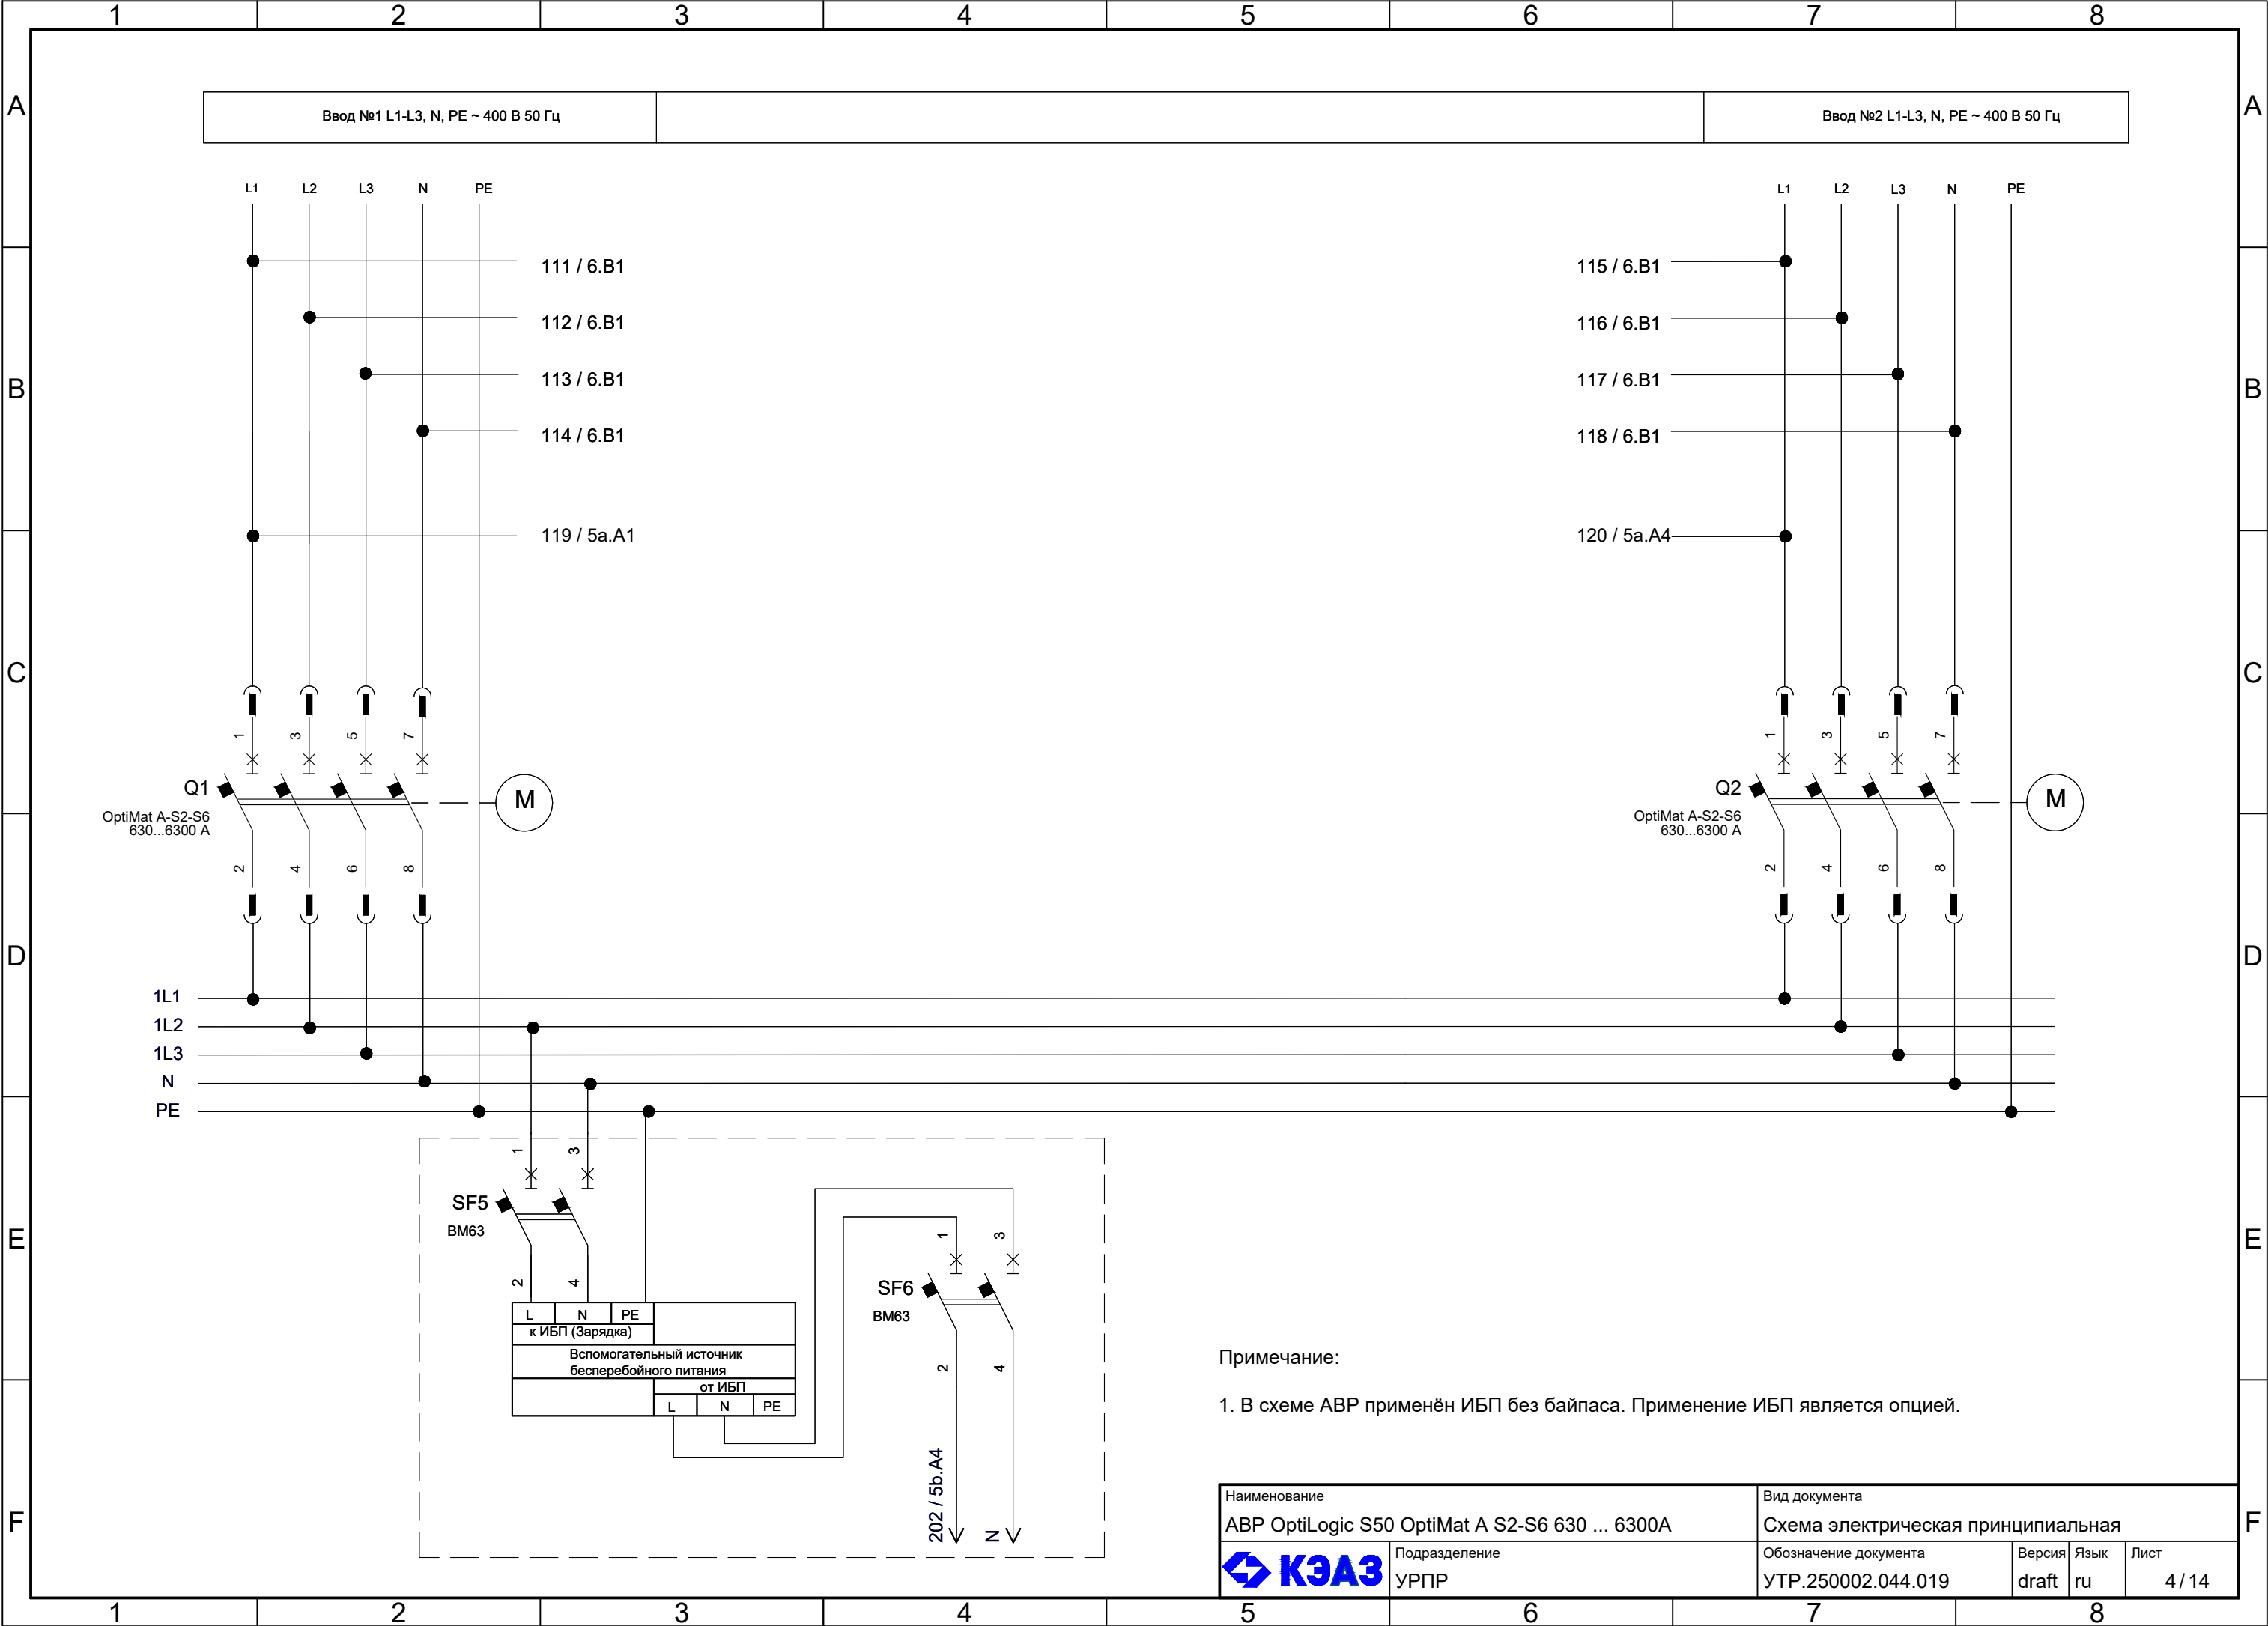 1 2 3 4 5 6 7 8
A A
Ввод №1 L1-L3, N, PE ~ 400 В 50 Гц
Ввод №2 L1-L3, N, PE ~ 400 В 50 Гц
L1 L2 L3 N PE
L1 L2 L3 N PE
111 / 6.B1
115 / 6.B1
112 / 6.B1
116 / 6.B1
B B
113 / 6.B1
117 / 6.B1
114 / 6.B1
118 / 6.B1
119 / 5a.A1
120 / 5a.A4
C C
1 3 5 7
1 3 5 7
Q1
M
Q2
M
OptiMat A-S2-S6
630...6300 A
OptiMat A-S2-S6
630...6300 A
2 4 6 8
2 4 6 8
D D
1L1
1L2
1L3
N
PE
1 3
SF5
BM63
E E
1 3
2 4
SF6
BM63
L N PE
к ИБП (Зарядка)
Вспомогательный источник
бесперебойного питания
от ИБП
L N PE
2 4
202 / 5b.A4
N
Примечание:
1. В схеме АВР применён ИБП без байпаса. Применение ИБП является опцией.
F F
Наименование
АВР OptiLogic S50 OptiMat A S2-S6 630 ... 6300A
Вид документа
Схема электрическая принципиальная
КЭАЗ
Подразделение
УРПР
Обозначение документа
УТР.250002.044.019
Версия
draft
Язык
ru
Лист
4 / 14
1 2 3 4 5 6 7 8